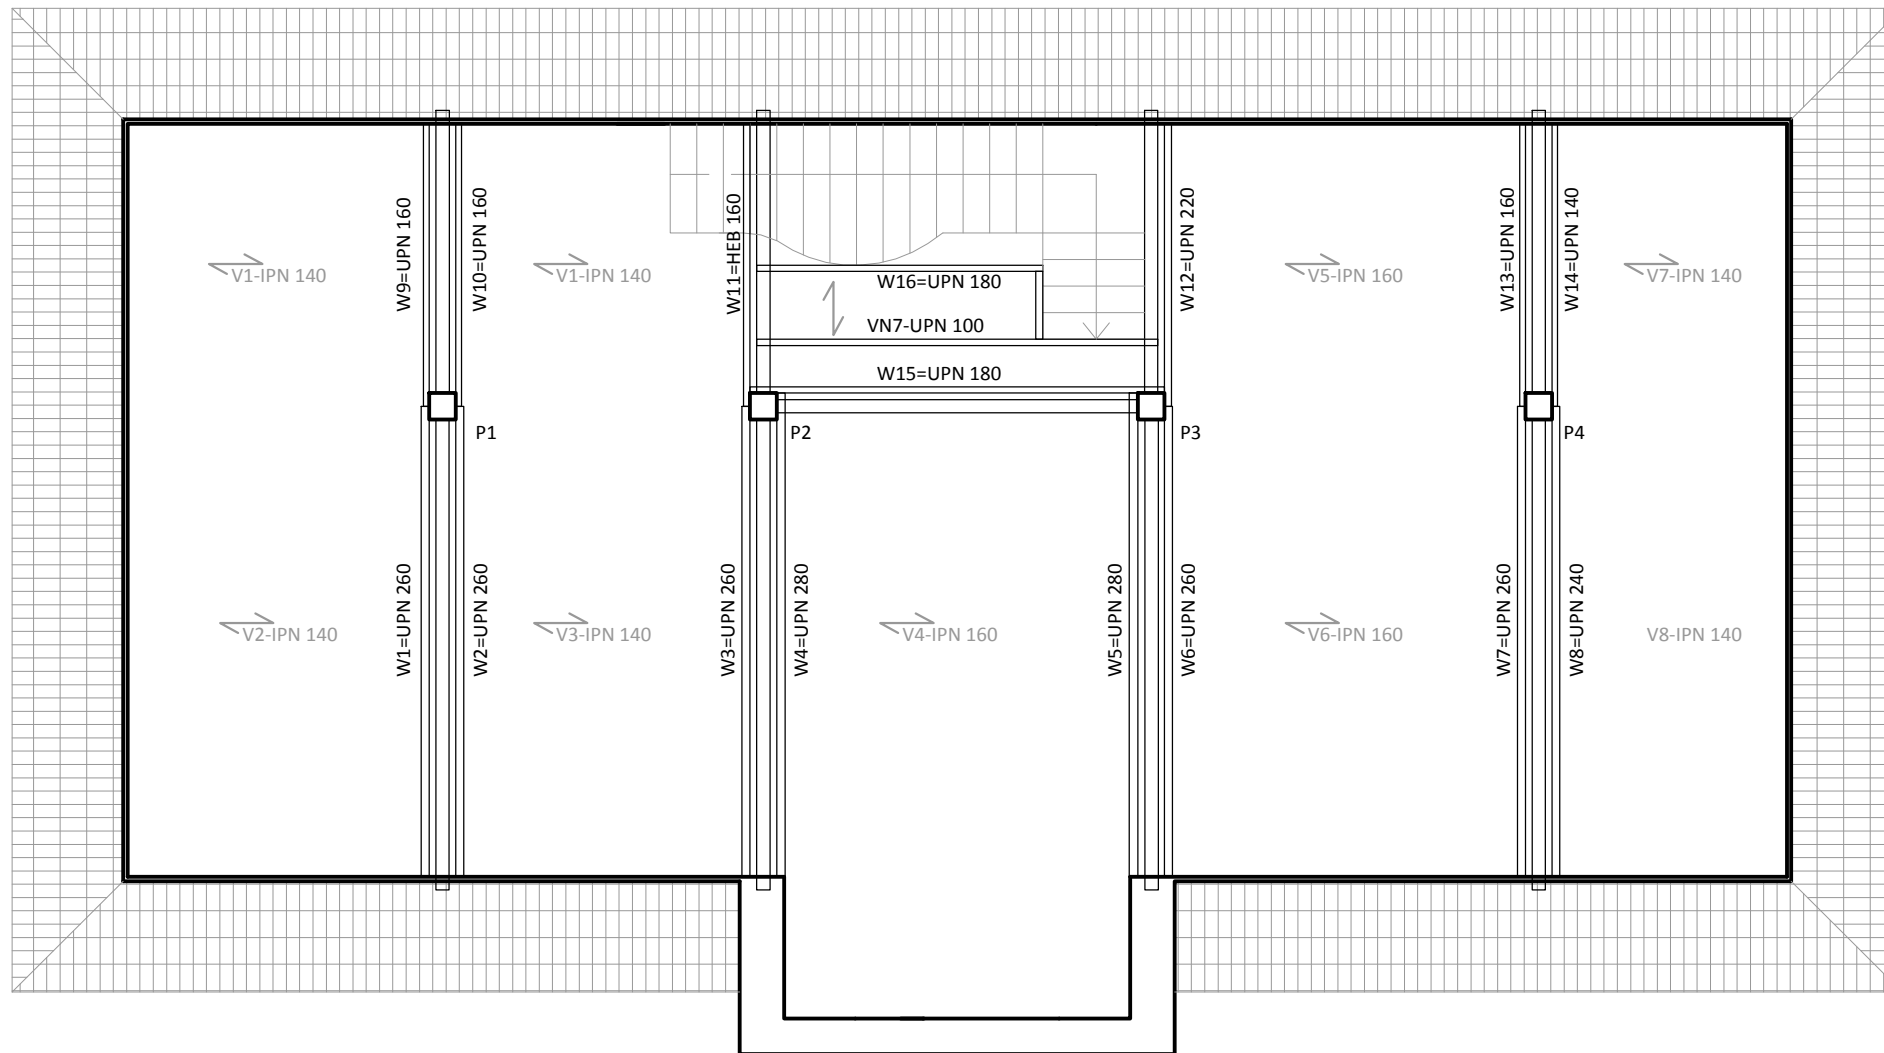 W9=UPN 160
W10=UPN 160
W11=HEB 160
W12=UPN 220
W13=UPN 160
W14=UPN 140
V1-IPN 140
V1-IPN 140
W16=UPN 180
V5-IPN 160
V7-IPN 140
VN7-UPN 100
W15=UPN 180
P1
P2
P3
P4
W1=UPN 260
W2=UPN 260
W3=UPN 260
W4=UPN 280
W5=UPN 280
W6=UPN 260
W7=UPN 260
W8=UPN 240
V2-IPN 140
V3-IPN 140
V4-IPN 160
V6-IPN 160
V8-IPN 140